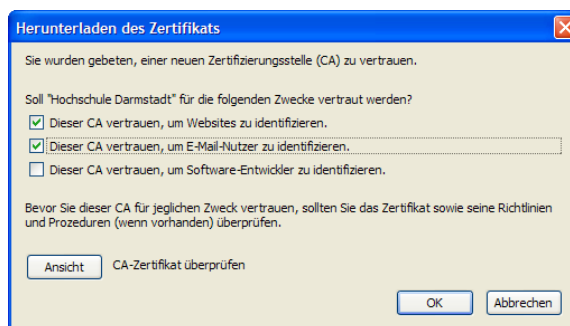 Herunterladen des Zertifikats
Sie wurden gebeten, einer neuen Zertifizierungsstelle (CA) zu vertrauen.
Soll "Hochschule Darmstadt" für die folgenden Zwecke vertraut werden?
Dieser CA vertrauen, um Websites zu identifizieren.
Dieser CA vertrauen, um E-Mail-Nutzer zu identifizieren.
Dieser CA vertrauen, um Software-Entwickler zu identifizieren.
Bevor Sie dieser CA für jeglichen Zweck vertrauen, sollten Sie das Zertifikat sowie seine Richtlinien
und Prozeduren (wenn vorhanden) überprüfen.
Ansicht CA-Zertifikat überprüfen
OK Abbrechen